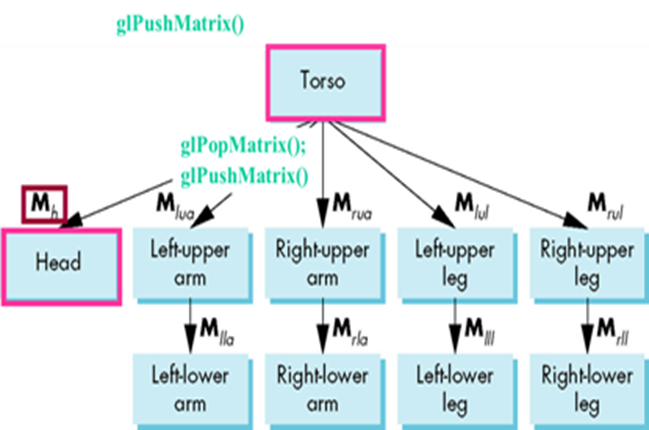 glPushMatrix()
Torso
glPopMatrix();
glPushMatrix()
Mh
Mlua
Mrua
Mlul
Mrul
Head
Left-upper
arm
Right-upper
arm
Left-upper
leg
Right-upper
leg
Mlla
Mrla
Mlll
Mrll
Left-lower
arm
Right-lower
arm
Left-lower
leg
Right-lower
leg